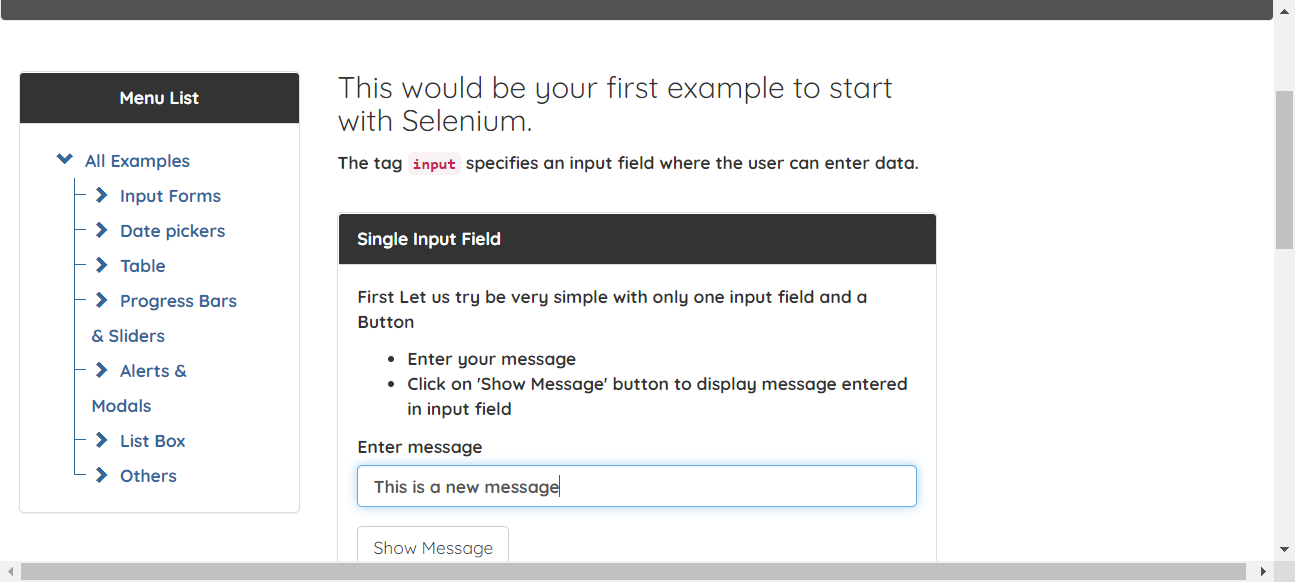 Menu List
All Examples
Input Forms
Date pickers
Table
Progress Bars
& Sliders
Alerts &
Modals
List Box
Others
This would be your first example to start
with Selenium.
The tag input specifies an input field where the user can enter data.
Single Input Field
First Let us try be very simple with only one input field and a
Button
Enter your message
Click on 'Show Message' button to display message entered
in input field
Enter message
This is a new message
Show Message